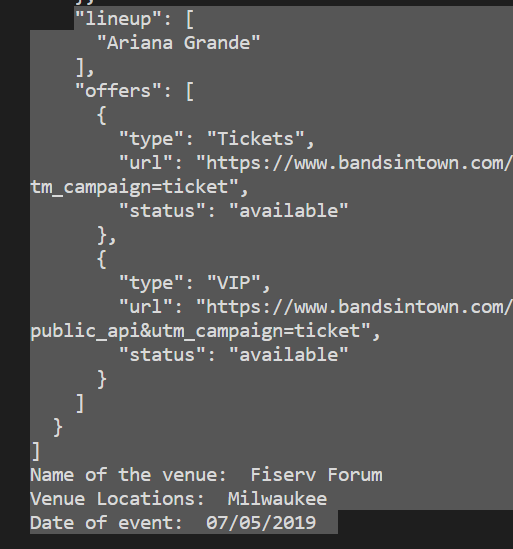 "lineup": [
"Ariana Grande"
],
"offers": [
{
"type": "Tickets",
"url": "https://www.bandsintown.com/
tm_campaign=ticket",
"status": "available"
},
{
"type": "VIP",
"url": "https://www.bandsintown.com/
public_api&utm_campaign=ticket",
"status": "available"
}
]
}
]
Name of the venue:  Fiserv Forum
Venue Locations:  Milwaukee
Date of event:  07/05/2019